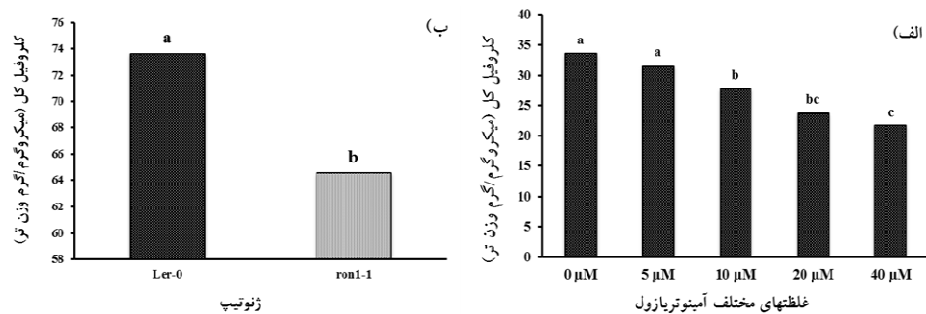 الف)
کلروفیل کل (میکروگرم/گرم وزن تر)
40
35
30
25
20
15
10
5
0
a
a
b
bc
c
0 µM
5 µM
10 µM
20 µM
40 µM
غلظتهای مختلف آمینوتریازول
ب)
کلروفیل کل (میکروگرم/گرم وزن تر)
76
74
72
70
68
66
64
62
60
58
a
b
Ler-0
ron1-1
ژنوتیپ